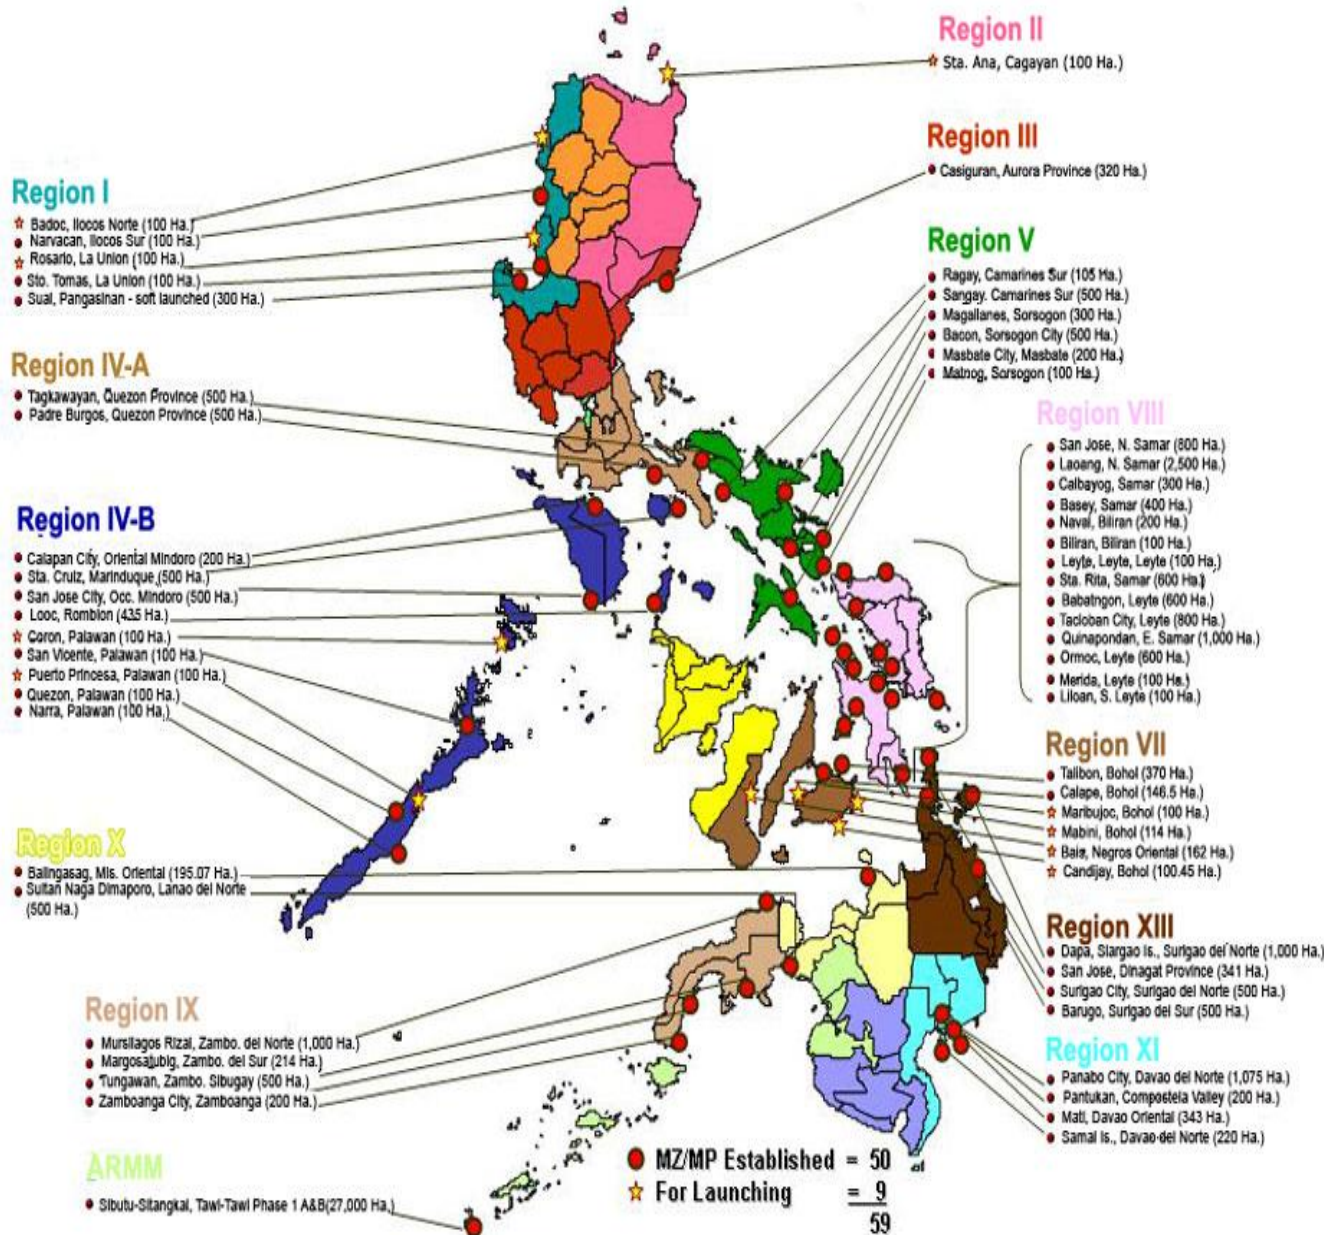 Region I
Badoc, Ilocos Norte (100 Ha.)
Narvacan, Ilocos Sur (100 Ha.)
Rosario, La Union (100 Ha.)
Sto. Tomas, La Union (100 Ha.)
Sual, Pangasinan - soft launched (300 Ha.)
Region IV-A
Tagkawayan, Quezon Province (500 Ha.)
Padre Burgos, Quezon Province (500 Ha.)
Region IV-B
Calapan City, Oriental Mindoro (200 Ha.)
Sta. Cruiz, Marinduque (500 Ha.)
San Jose City, Occ. Mindoro (500 Ha.)
Looc, Romblon (435 Ha.)
Coron, Palawan (100 Ha.)
San Vicente, Palawan (100 Ha.)
Puerto Princesa, Palawan (100 Ha.)
Quezon, Palawan (100 Ha.)
Narra, Palawan (100 Ha.)
Region X
Balingasag, Mis. Oriental (195.07 Ha.)
Sultan Naga Dimaporo, Lanao del Norte
(500 Ha.)
Region IX
Mursilagos Rizal, Zambo. del Norte (1,000 Ha.)
Margosatubig, Zambo. del Sur (214 Ha.)
Tungawan, Zambo. Sibugay (500 Ha.)
Zamboanga City, Zamboanga (200 Ha.)
ARMM
Sibutu-Sitangkai, Tawi-Tawi Phase 1 A&B(27,000 Ha.)
Region II
Sta. Ana, Cagayan (100 Ha.)
Region III
Casiguran, Aurora Province (320 Ha.)
Region V
Ragay, Camarines Sur (105 Ha.)
Sangay. Camarines Sur (500 Ha.)
Magallanes, Sorsogon (300 Ha.)
Bacon, Sorsogon City (500 Ha.)
Masbate City, Masbate (200 Ha.)
Matnog, Sorsogon (100 Ha.)
Region VIII
San Jose, N. Samar (800 Ha.)
Laoang, N. Samar (2,500 Ha.)
Calbayog, Samar (300 Ha.)
Basey, Samar (400 Ha.)
Naval, Biliran (200 Ha.)
Biliran, Biliran (100 Ha.)
Leyte, Leyte, Leyte (100 Ha.)
Sta. Rita, Samar (600 Ha.)
Babatngon, Leyte (600 Ha.)
Tacloban City, Leyte (800 Ha.)
Quinapondan, E. Samar (1,000 Ha.)
Ormoc, Leyte (600 Ha.)
Merida, Leyte (100 Ha.)
Liloan, S. Leyte (100 Ha.)
Region VII
Talibon, Bohol (370 Ha.)
Calape, Bohol (146.5 Ha.)
Maribujoc, Bohol (100 Ha.)
Mabini, Bohol (114 Ha.)
Bais, Negros Oriental (162 Ha.)
Candijay, Bohol (100.45 Ha.)
Region XIII
Dapa, Siargao Is., Surigao del Norte (1,000 Ha.)
San Jose, Dinagat Province (341 Ha.)
Surigao City, Surigao del Norte (500 Ha.)
Barugo, Surigao del Sur (500 Ha.)
Region XI
Panabo City, Davao del Norte (1,075 Ha.)
Pantukan, Compostela Valley (200 Ha.)
Mati, Davao Oriental (343 Ha.)
Samal Is., Davao del Norte (220 Ha.)
MZ/MP Established = 50
For Launching = 9
59